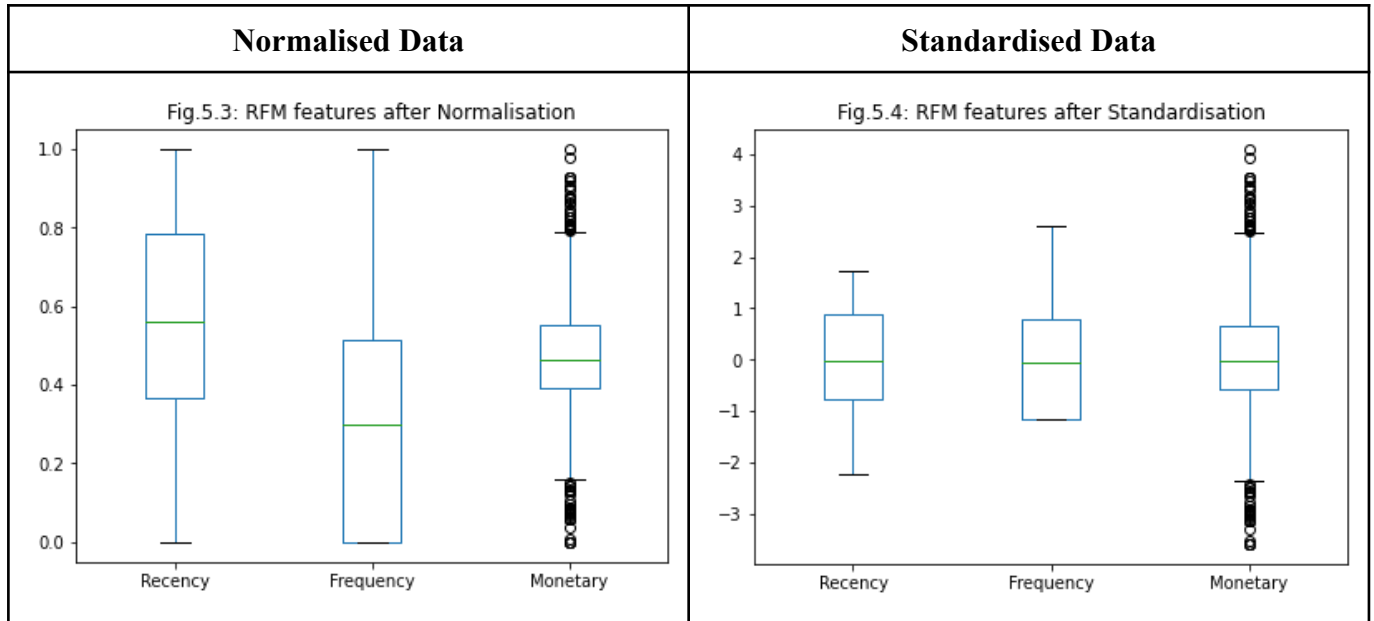 Normalised Data
Standardised Data
Fig.5.3: RFM features after Normalisation
1.0
0.8
0.6
0.4
0.2
0.0
Recency Frequency Monetary
Fig.5.4: RFM features after Standardisation
4
3
2
1
0
−1
−2
−3
Recency Frequency Monetary